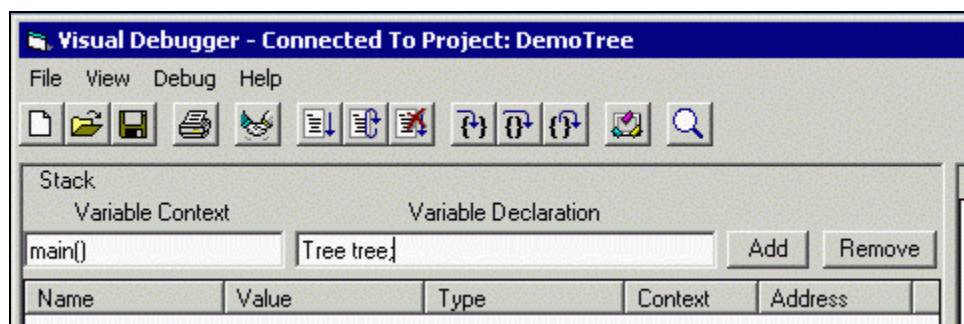 Visual Debugger - Connected To Project: DemoTree
File View Debug Help
Stack
Variable Context Variable Declaration
main() Tree tree; Add Remove
Name Value Type Context Address